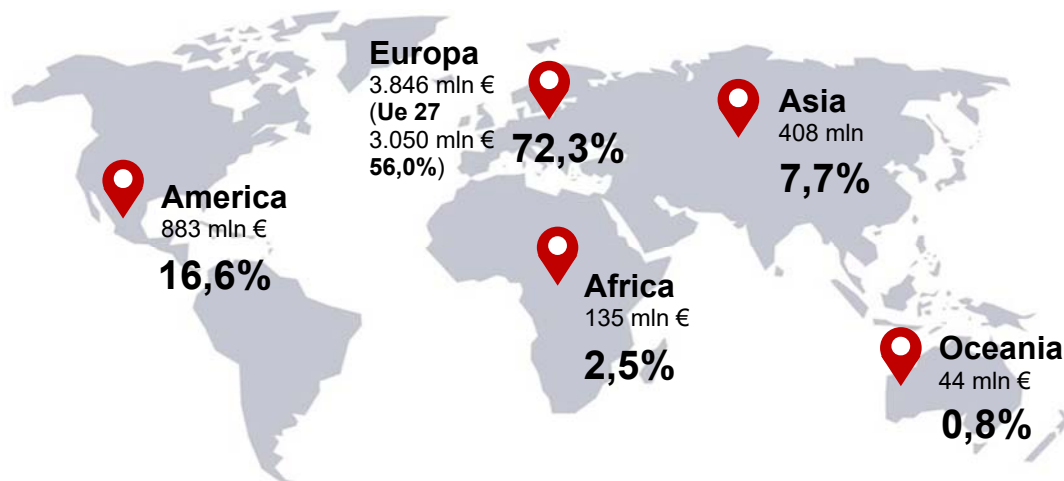 Europa
3.846 mln €
(Ue 27
3.050 mln €
56,0%)
72,3%
Asia
408 mln
7,7%
America
883 mln €
16,6%
Africa
135 mln €
2,5%
Oceania
44 mln €
0,8%